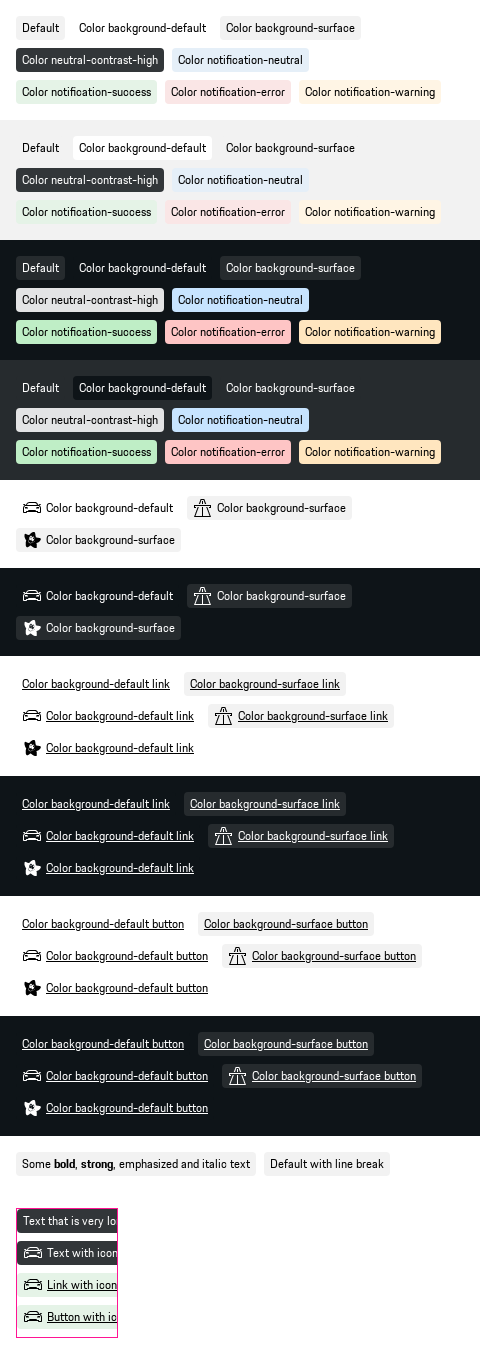 Default Color background-default Color background-surface
Color neutral-contrast-high Color notification-neutral
Color notification-success Color notification-error Color notification-warning
Default Color background-default Color background-surface
Color neutral-contrast-high Color notification-neutral
Color notification-success Color notification-error Color notification-warning
Default Color background-default Color background-surface
Color neutral-contrast-high Color notification-neutral
Color notification-success Color notification-error Color notification-warning
Default Color background-default Color background-surface
Color neutral-contrast-high Color notification-neutral
Color notification-success Color notification-error Color notification-warning
Color background-default Color background-surface
Color background-surface
Color background-default Color background-surface
Color background-surface
Color background-default link Color background-surface link
Color background-default link Color background-surface link
Color background-default link
Color background-default link Color background-surface link
Color background-default link Color background-surface link
Color background-default link
Color background-default button Color background-surface button
Color background-default button Color background-surface button
Color background-default button
Color background-default button Color background-surface button
Color background-default button Color background-surface button
Color background-default button
Some bold, strong, emphasized and italic text Default with line break
Text that is very lo
Text with icon
Link with icon
Button with ic